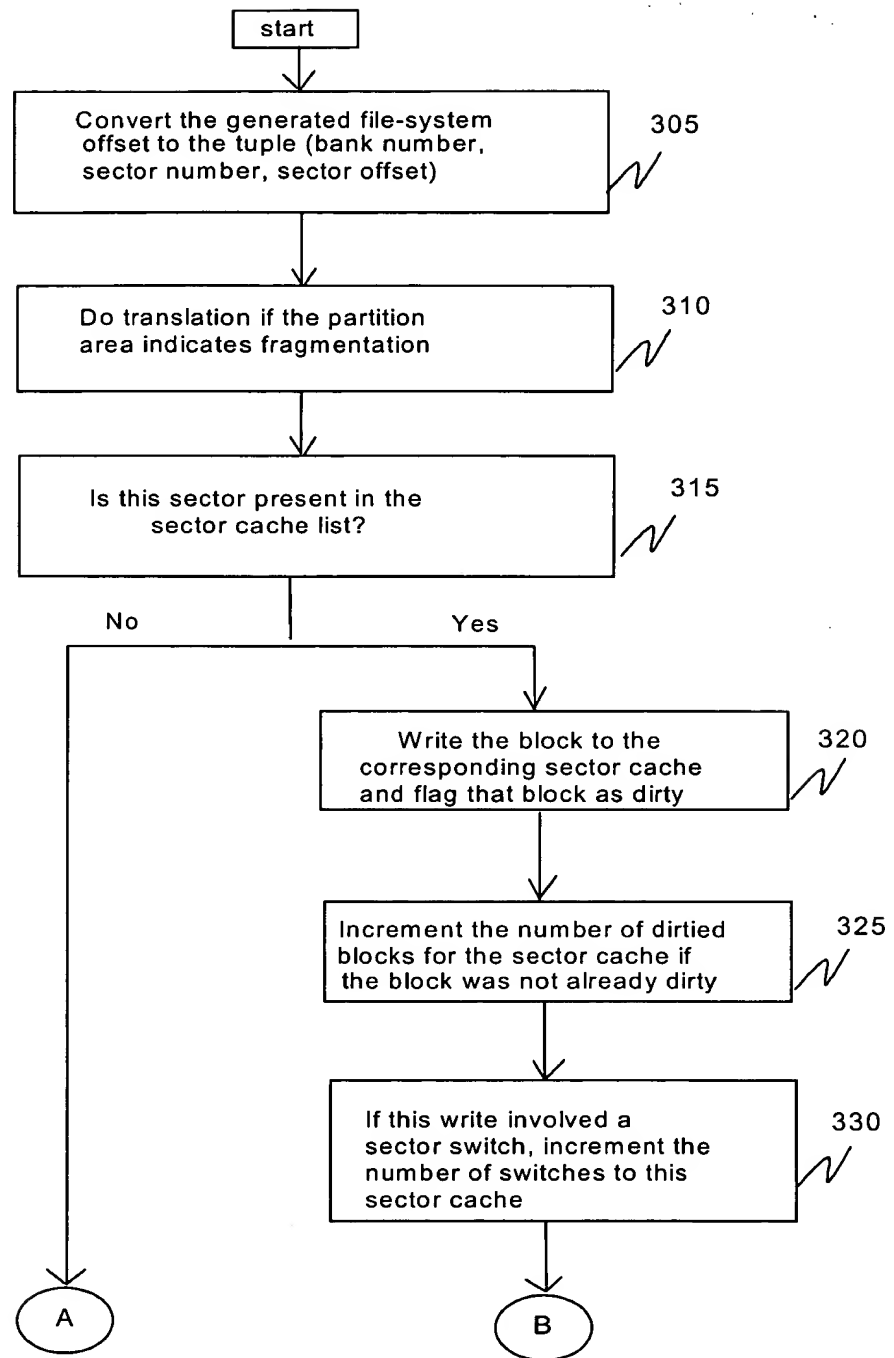 start
Convert the generated file-system
offset to the tuple (bank number,
sector number, sector offset)
305
Do translation if the partition
area indicates fragmentation
310
Is this sector present in the
sector cache list?
315
No
Yes
Write the block to the
corresponding sector cache
and flag that block as dirty
320
Increment the number of dirtied
blocks for the sector cache if
the block was not already dirty
325
If this write involved a
sector switch, increment the
number of switches to this
sector cache
330
A
B